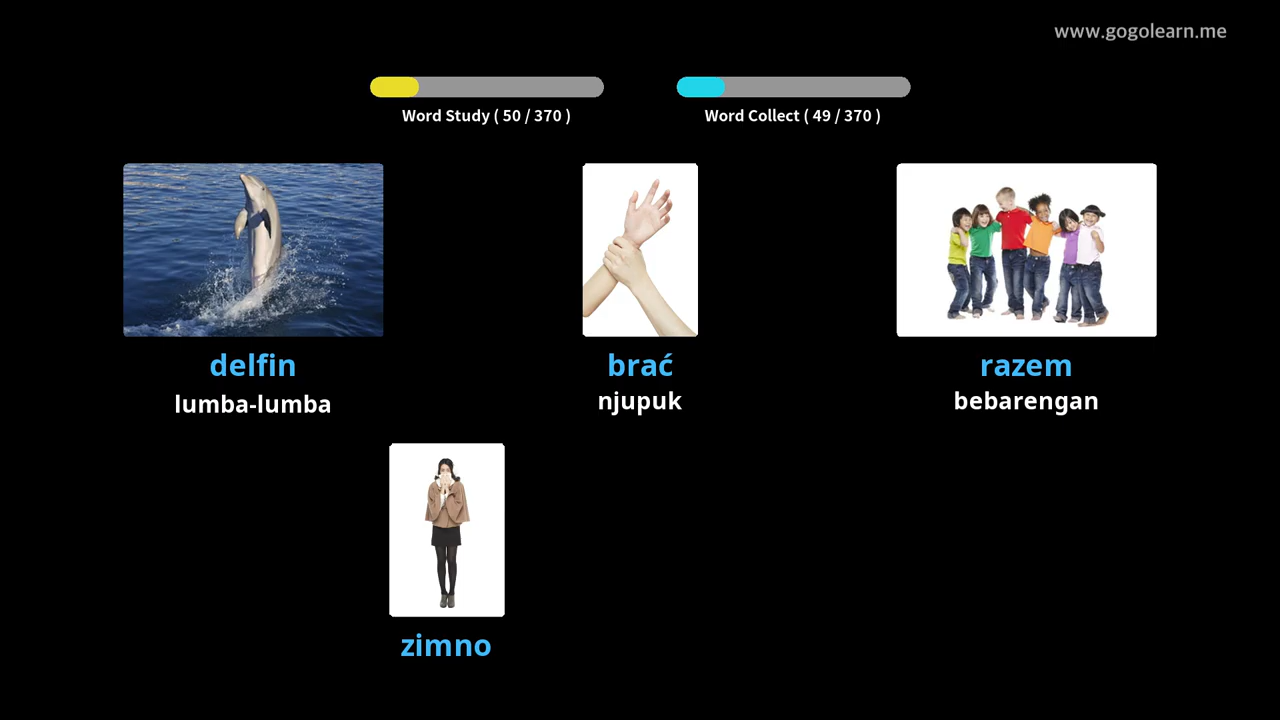 www.gogolearn.me
Word Study ( 50 / 370 )
Word Collect ( 49 / 370 )
delfin
lumba-lumba
brać
njupuk
razem
bebarengan
zimno